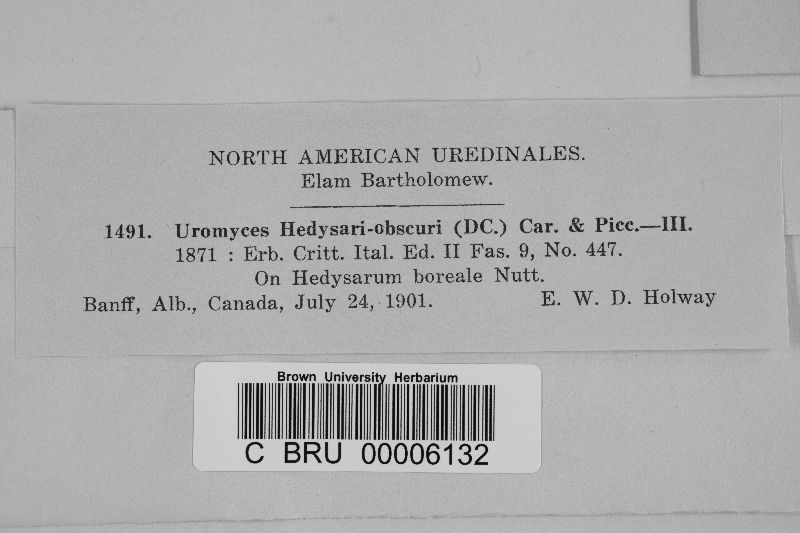 NORTH AMERICAN UREDINALES.
Elam Bartholomew.
1491. Uromyces Hedysari-obscuri (DC.) Car. & Picc.—III.
1871 : Erb. Critt. Ital. Ed. II Fas. 9, No. 447.
On Hedysarum boreale Nutt.
Banff, Alb., Canada, July 24, 1901. E. W. D. Holway
Brown University Herbarium
C BRU 00006132